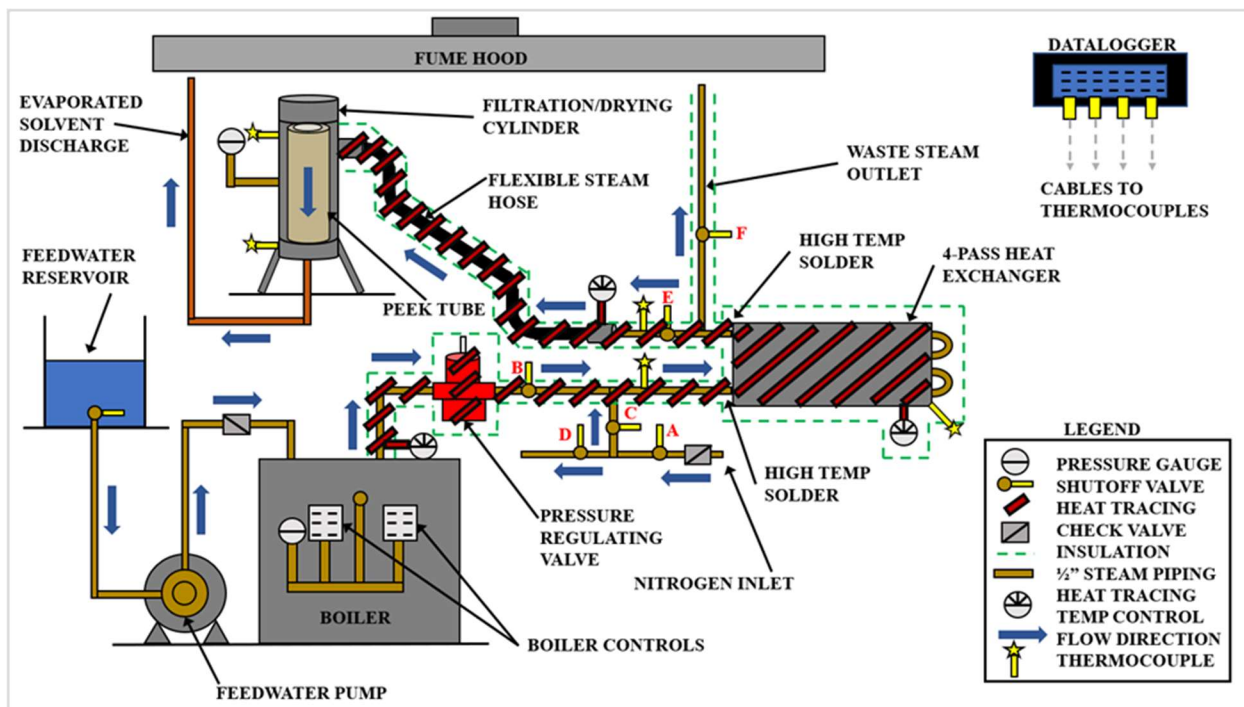 FUME HOOD
DATALOGGER
CABLES TO
THERMOCOUPLES
EVAPORATED
SOLVENT
DISCHARGE
FILTRATION/DRYING
CYLINDER
FLEXIBLE STEAM
HOSE
WASTE STEAM
OUTLET
F
HIGH TEMP
SOLDER
4-PASS HEAT
EXCHANGER
FEEDWATER
RESERVOIR
PEEK TUBE
E
B
C
D
A
HIGH TEMP
SOLDER
PRESSURE
REGULATING
VALVE
NITROGEN INLET
BOILER
BOILER CONTROLS
FEEDWATER PUMP
LEGEND
PRESSURE GAUGE
SHUTOFF VALVE
HEAT TRACING
CHECK VALVE
INSULATION
½” STEAM PIPING
HEAT TRACING
TEMP CONTROL
FLOW DIRECTION
THERMOCOUPLE